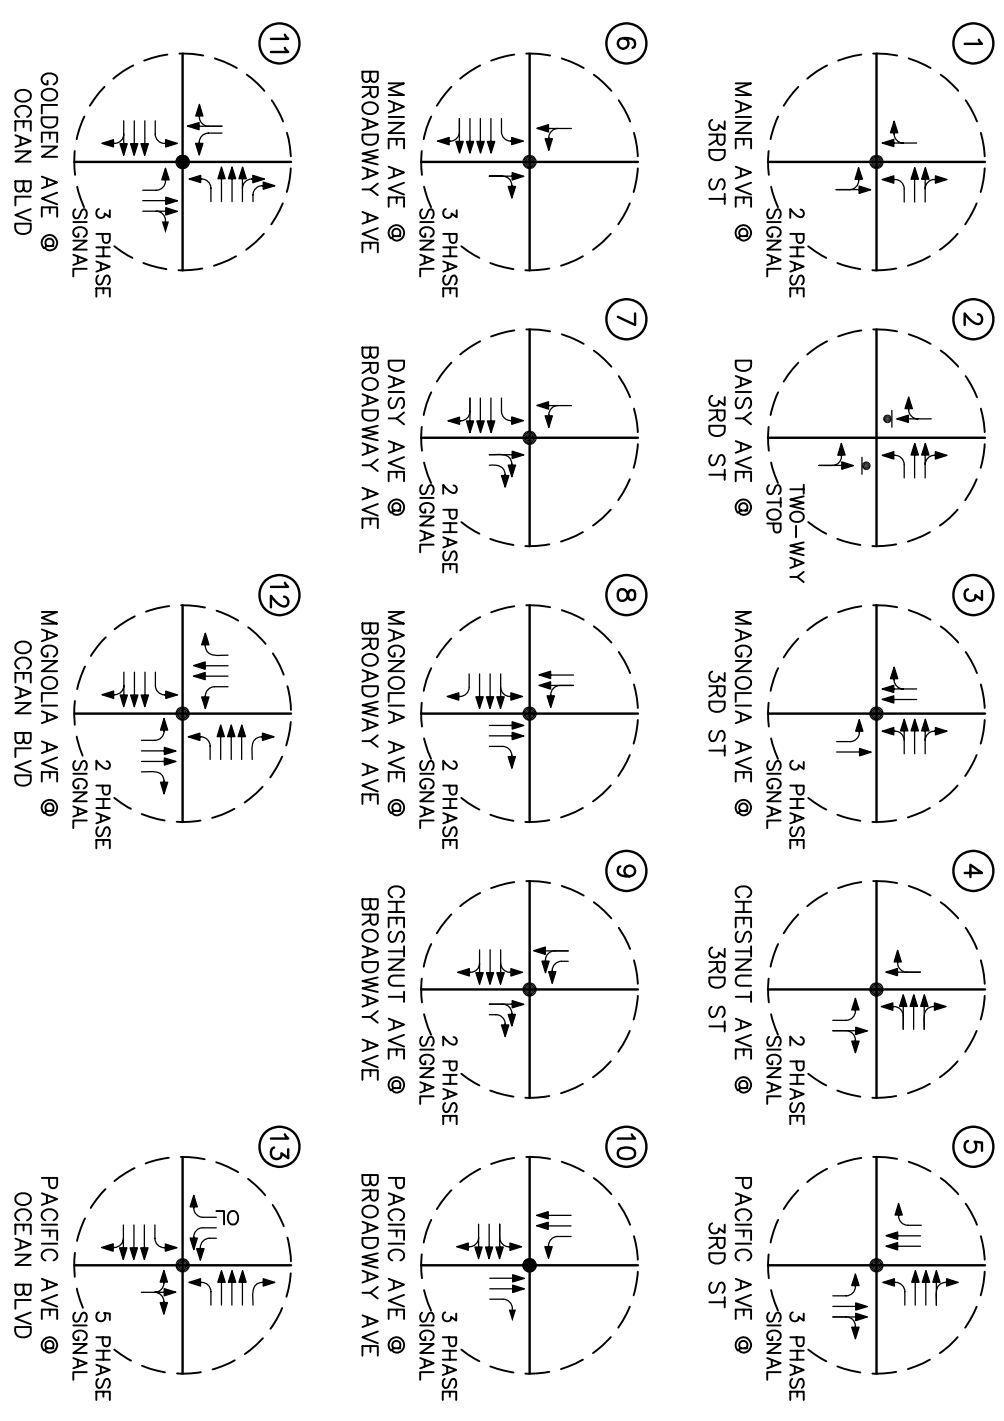 1
MAINE AVE @
3RD ST
2 PHASE
SIGNAL
2
DAISY AVE @
3RD ST
TWO-WAY
STOP
3
MAGNOLIA AVE @
3RD ST
3 PHASE
SIGNAL
4
CHESTNUT AVE @
3RD ST
2 PHASE
SIGNAL
5
PACIFIC AVE @
3RD ST
3 PHASE
SIGNAL
6
MAINE AVE @
BROADWAY AVE
3 PHASE
SIGNAL
7
DAISY AVE @
BROADWAY AVE
2 PHASE
SIGNAL
8
MAGNOLIA AVE @
BROADWAY AVE
2 PHASE
SIGNAL
9
CHESTNUT AVE @
BROADWAY AVE
2 PHASE
SIGNAL
10
PACIFIC AVE @
BROADWAY AVE
3 PHASE
SIGNAL
11
GOLDEN AVE @
OCEAN BLVD
3 PHASE
SIGNAL
12
MAGNOLIA AVE @
OCEAN BLVD
2 PHASE
SIGNAL
13
OL
PACIFIC AVE @
OCEAN BLVD
5 PHASE
SIGNAL